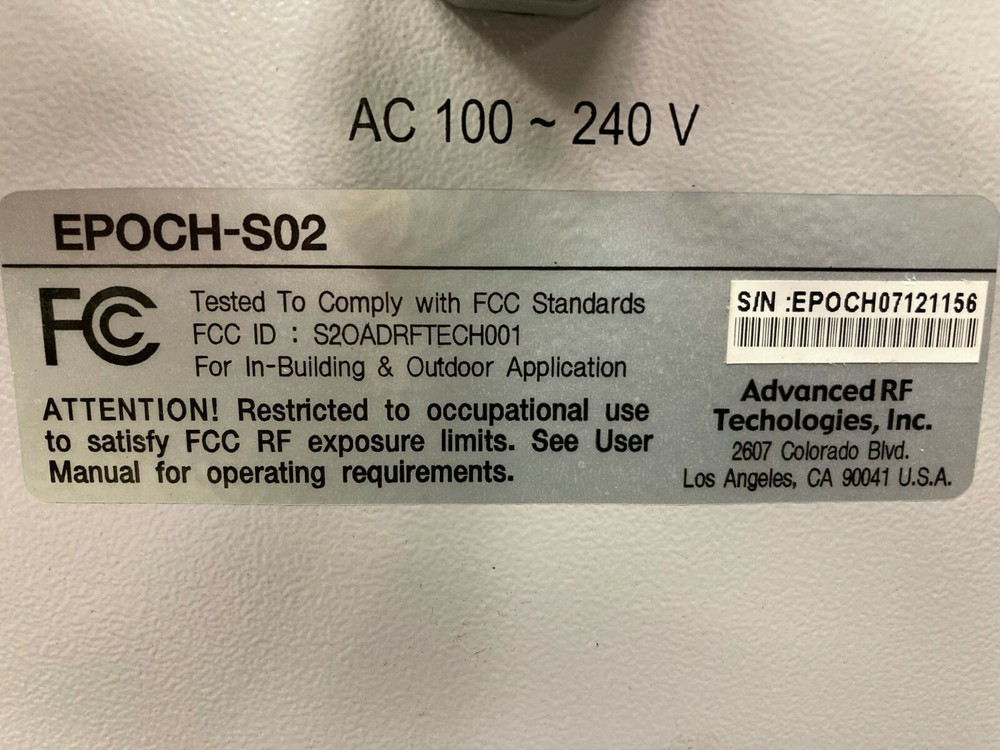 AC 100 ~ 240 V
EPOCH-S02
FC
Tested To Comply with FCC Standards
FCC ID : S2OADRFTECH001
For In-Building & Outdoor Application
ATTENTION! Restricted to occupational use
to satisfy FCC RF exposure limits. See User
Manual for operating requirements.
S/N :EPOCH07121156
Advanced RF
Techologies, Inc.
2607 Colorado Blvd.
Los Angeles, CA 90041 U.S.A.